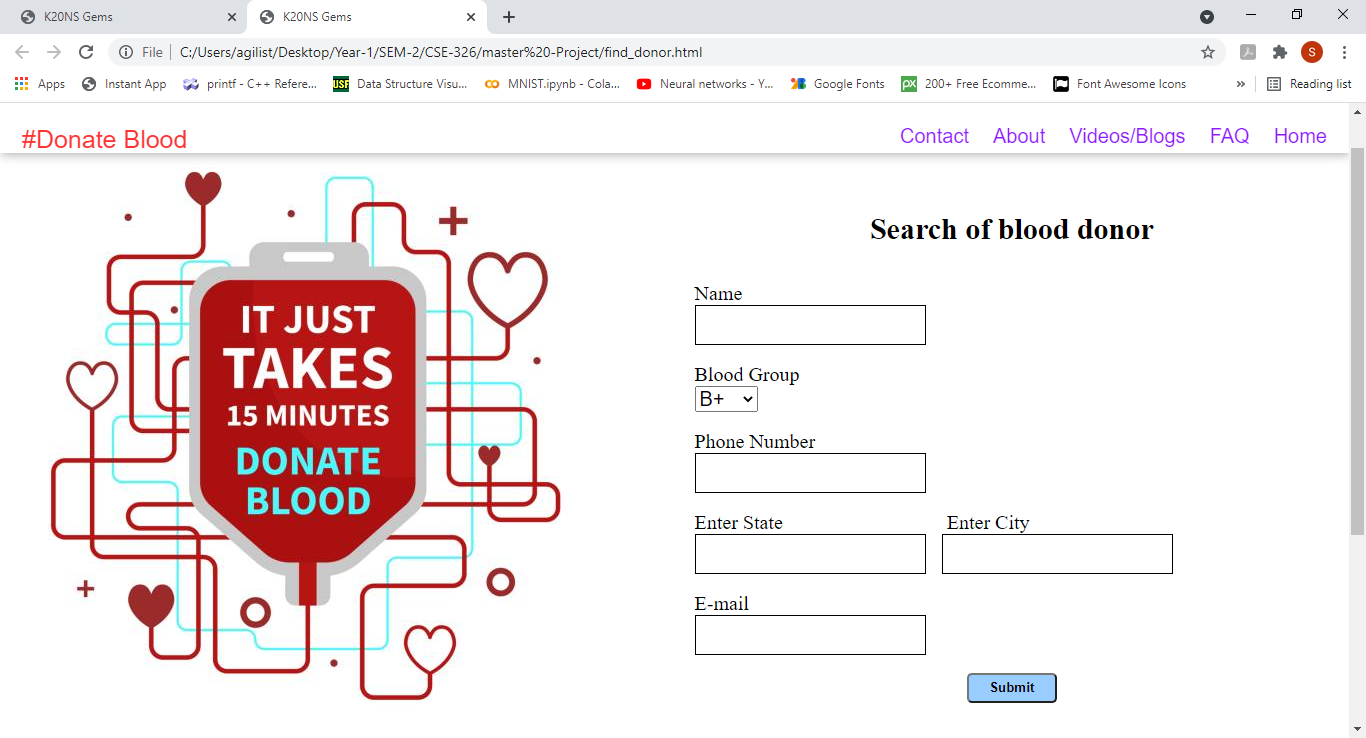 K20NS Gems
K20NS Gems
File
C:/Users/agilist/Desktop/Year-1/SEM-2/CSE-326/master%20-Project/find_donor.html
S
Apps
Instant App
printf - C++ Refere...
USF
Data Structure Visu...
CO
MNIST.ipynb - Cola...
Neural networks - Y...
Google Fonts
px
200+ Free Ecomme...
Font Awesome Icons
»
Reading list
#Donate Blood
Contact
About
Videos/Blogs
FAQ
Home
IT JUST
TAKES
15 MINUTES
DONATE
BLOOD
Search of blood donor
Name
Blood Group
B+
Phone Number
Enter State
Enter City
E-mail
Submit